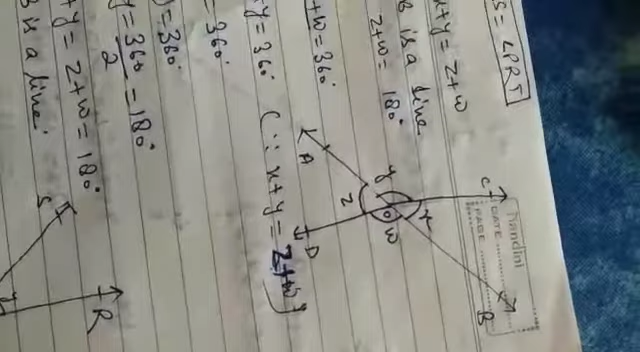 nandini
DATE
PAGE
= ∠PRT
x+y = z+w
is a line
z+w = 180°
+w = 360°
+y = 360° (∵ x+y = z+w)
= 360°
) = 360°
y = 360/2 = 180°
+y = z+w = 180°
B is a line.
C
B
y
x
z
O
w
A
D
S
R